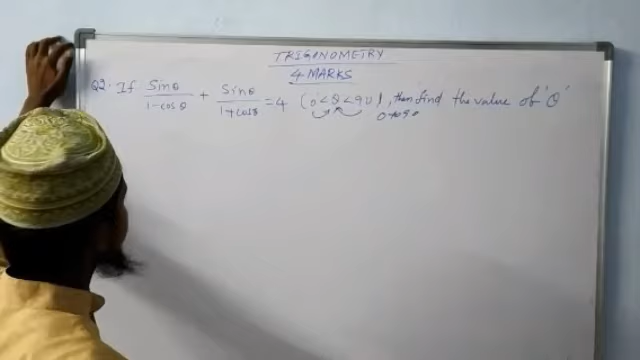 TRIGONOMETRY
4 MARKS
Q2. If Sinθ/1-cosθ + Sinθ/1+cosθ = 4 (0<θ<90), then find the value of 'θ'
0 to 90